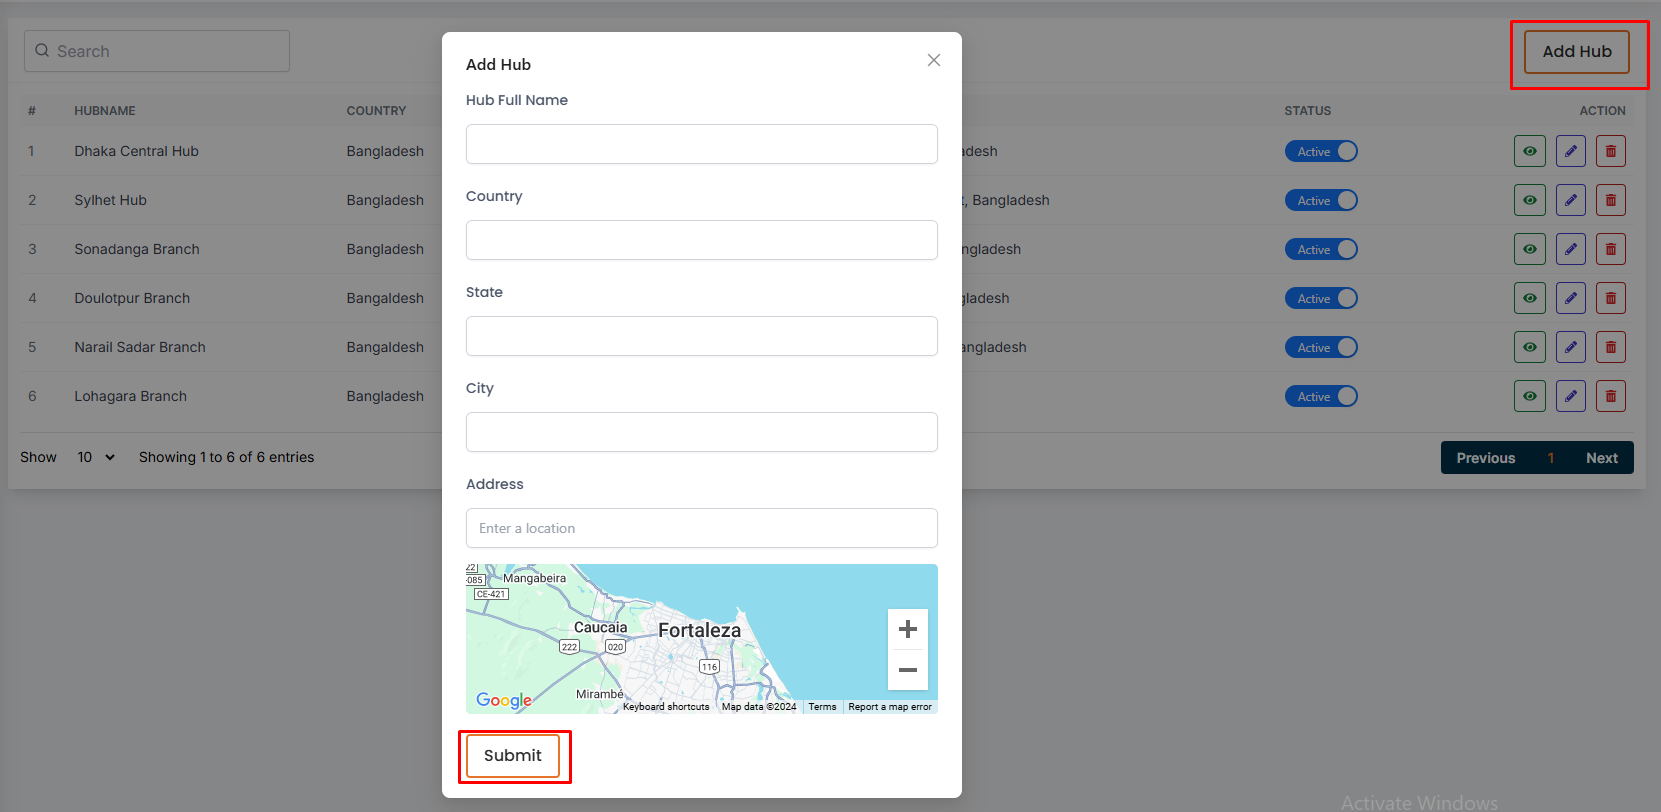 Search
Add Hub
# HUBNAME COUNTRY STATUS ACTION
1 Dhaka Central Hub Bangladesh adesh Active
2 Sylhet Hub Bangladesh t, Bangladesh Active
3 Sonadanga Branch Bangladesh ngladesh Active
4 Doulotpur Branch Bangaldesh gladesh Active
5 Narail Sadar Branch Bangaldesh angladesh Active
6 Lohagara Branch Bangladesh Active
Show 10 Showing 1 to 6 of 6 entries
Previous 1 Next
Add Hub
Hub Full Name
Country
State
City
Address
Enter a location
22
-085
Mangabeira
CE-421
Caucaia
Fortaleza
222
020
116
Mirambé
Google
Keyboard shortcuts Map data ©2024 Terms Report a map error
Submit
Activate Windows